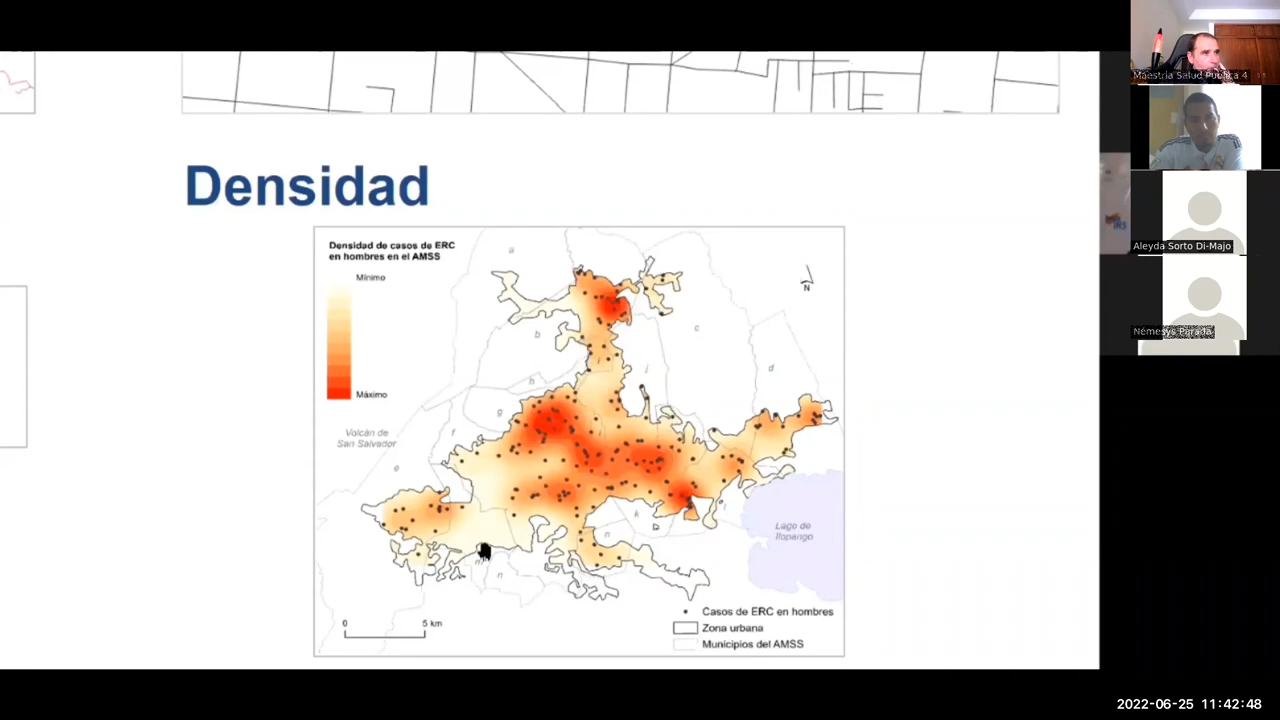 Densidad
Densidad de casos de ERC
en hombres en el AMSS
Mínimo
Máximo
N
a
b
c
d
j
h
g
f
i
e
k
l
n
m
n
Volcán de
San Salvador
Lago de
Ilopango
0 5 km
Casos de ERC en hombres
Zona urbana
Municipios del AMSS
Maestria Salud Publica 4
Aleyda Sorto Di-Majo
Nemesys Parada
2022-06-25 11:42:48